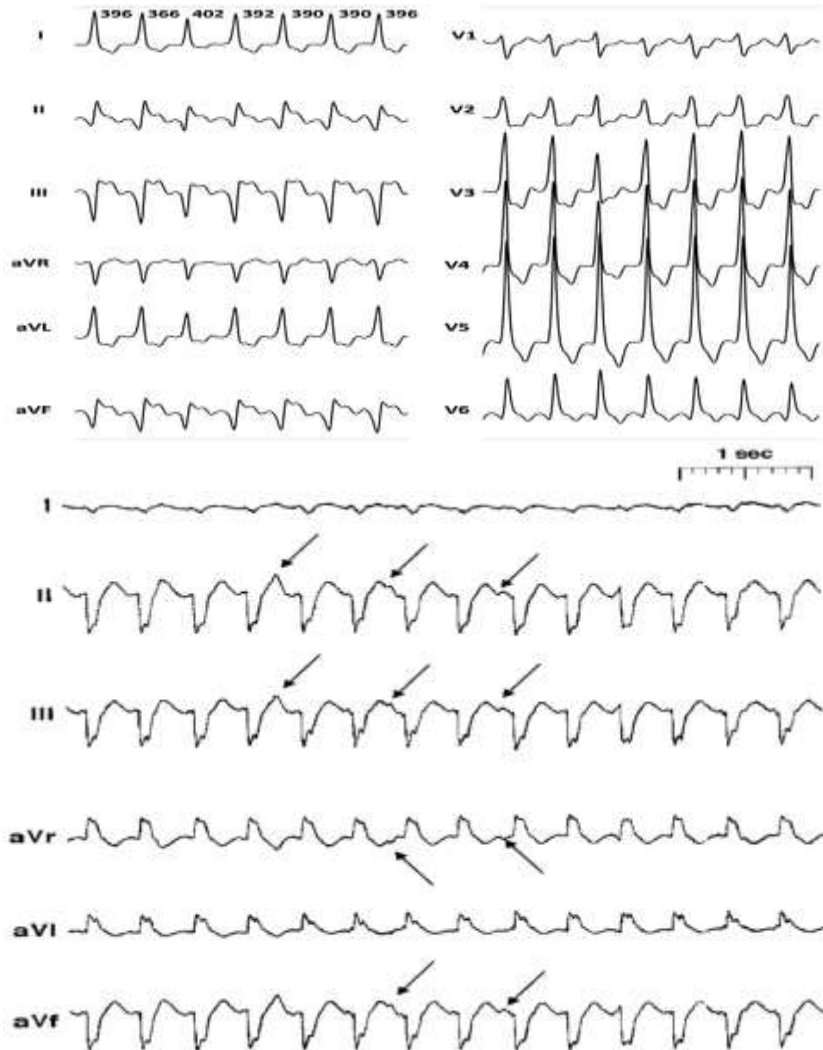 396 366 402 392 390 390 396
I
II
III
aVR
aVL
aVF
V1
V2
V3
V4
V5
V6
1 sec
I
II
III
aVr
aVl
aVf